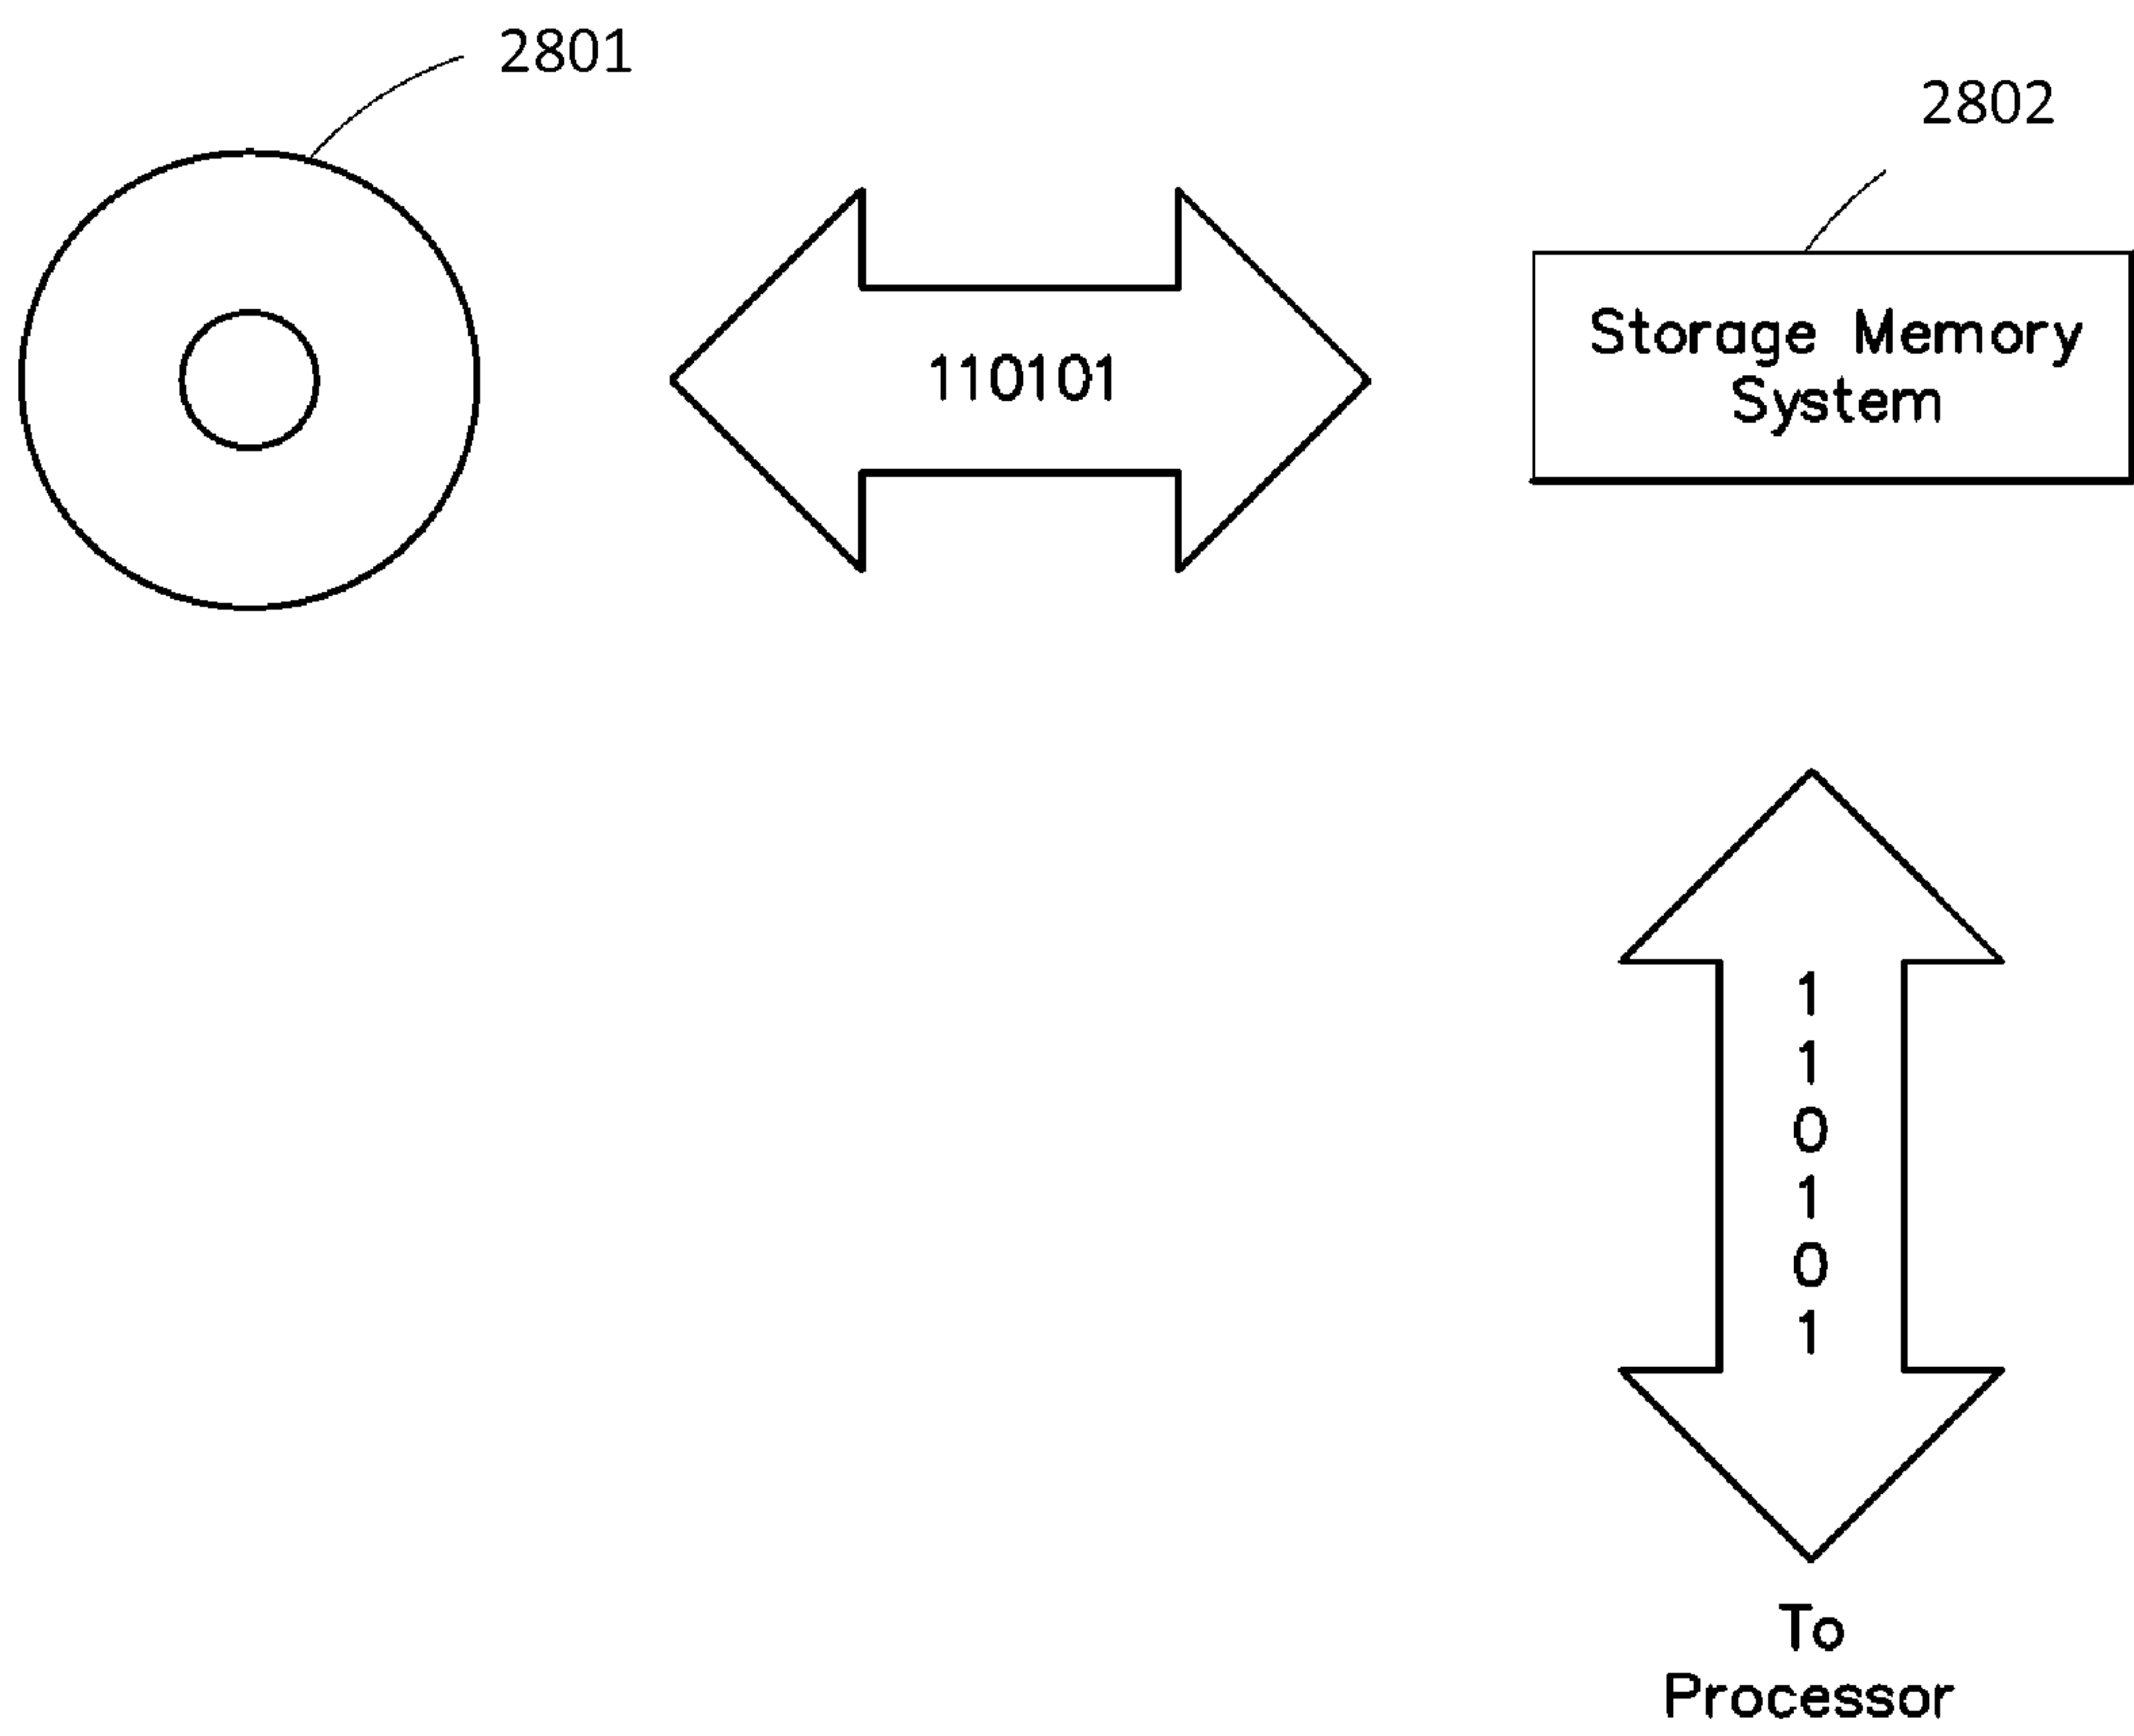 2801
2802
110101
Storage Memory
System
1
1
0
1
0
1
To
Processor